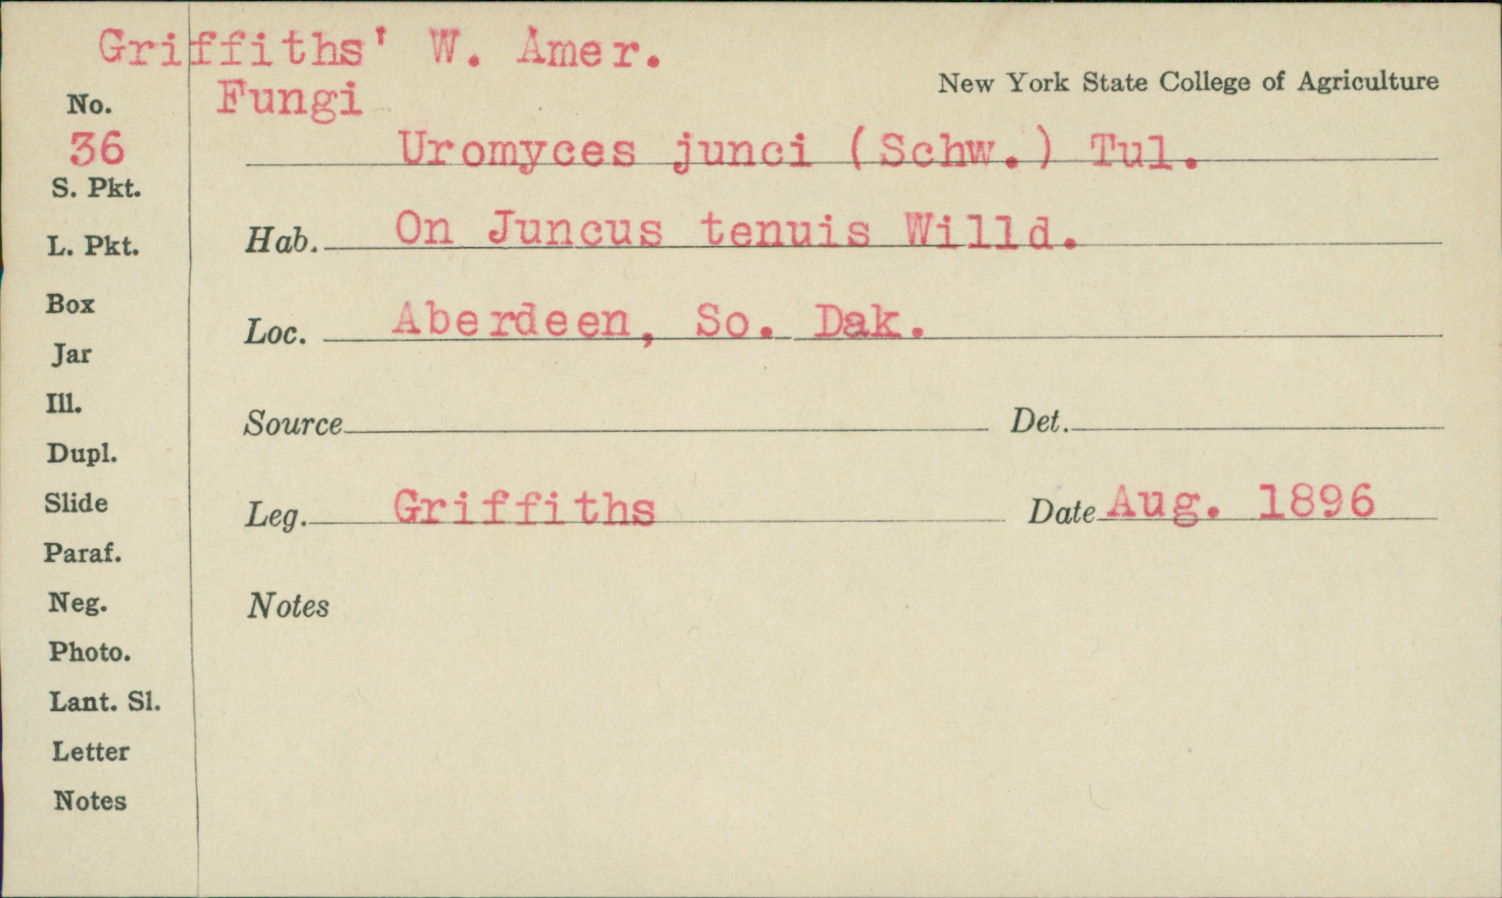 Griffiths' W. Amer.
New York State College of Agriculture
No. Fungi
36 Uromyces junci (Schw.) Tul.
S. Pkt.
Hab. On Juncus tenuis Willd.
L. Pkt.
Box
Loc. Aberdeen, So. Dak.
Jar
Ill.
Source Det.
Dupl.
Slide
Leg. Griffiths Date Aug. 1896
Paraf.
Neg. Notes
Photo.
Lant. Sl.
Letter
Notes